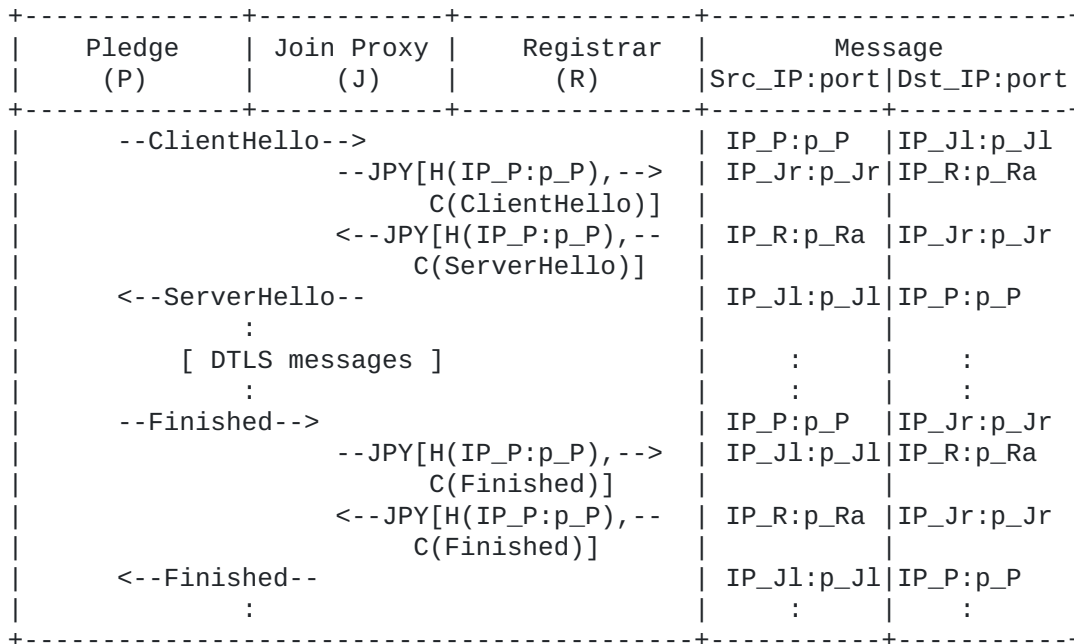 +--------------+------------+---------------+-----------------------+
|    Pledge    | Join Proxy |    Registrar  |        Message
|     (P)      |     (J)    |      (R)      |Src_IP:port|Dst_IP:port
+--------------+------------+---------------+-----------+-----------+
|      --ClientHello-->                     | IP_P:p_P  |IP_Jl:p_Jl
|                    --JPY[H(IP_P:p_P),-->  | IP_Jr:p_Jr|IP_R:p_Ra
|                          C(ClientHello)]  |           |
|                    <--JPY[H(IP_P:p_P),--  | IP_R:p_Ra |IP_Jr:p_Jr
|                         C(ServerHello)]   |           |
|      <--ServerHello--                     | IP_Jl:p_Jl|IP_P:p_P
|              :                            |           |
|          [ DTLS messages ]                |     :     |    :
|              :                            |     :     |    :
|      --Finished-->                        | IP_P:p_P  |IP_Jr:p_Jr
|                    --JPY[H(IP_P:p_P),-->  | IP_Jl:p_Jl|IP_R:p_Ra
|                          C(Finished)]     |           |
|                    <--JPY[H(IP_P:p_P),--  | IP_R:p_Ra |IP_Jr:p_Jr
|                         C(Finished)]      |           |
|      <--Finished--                        | IP_Jl:p_Jl|IP_P:p_P
|              :                            |     :     |    :
+-------------------------------------------+-----------+-----------+